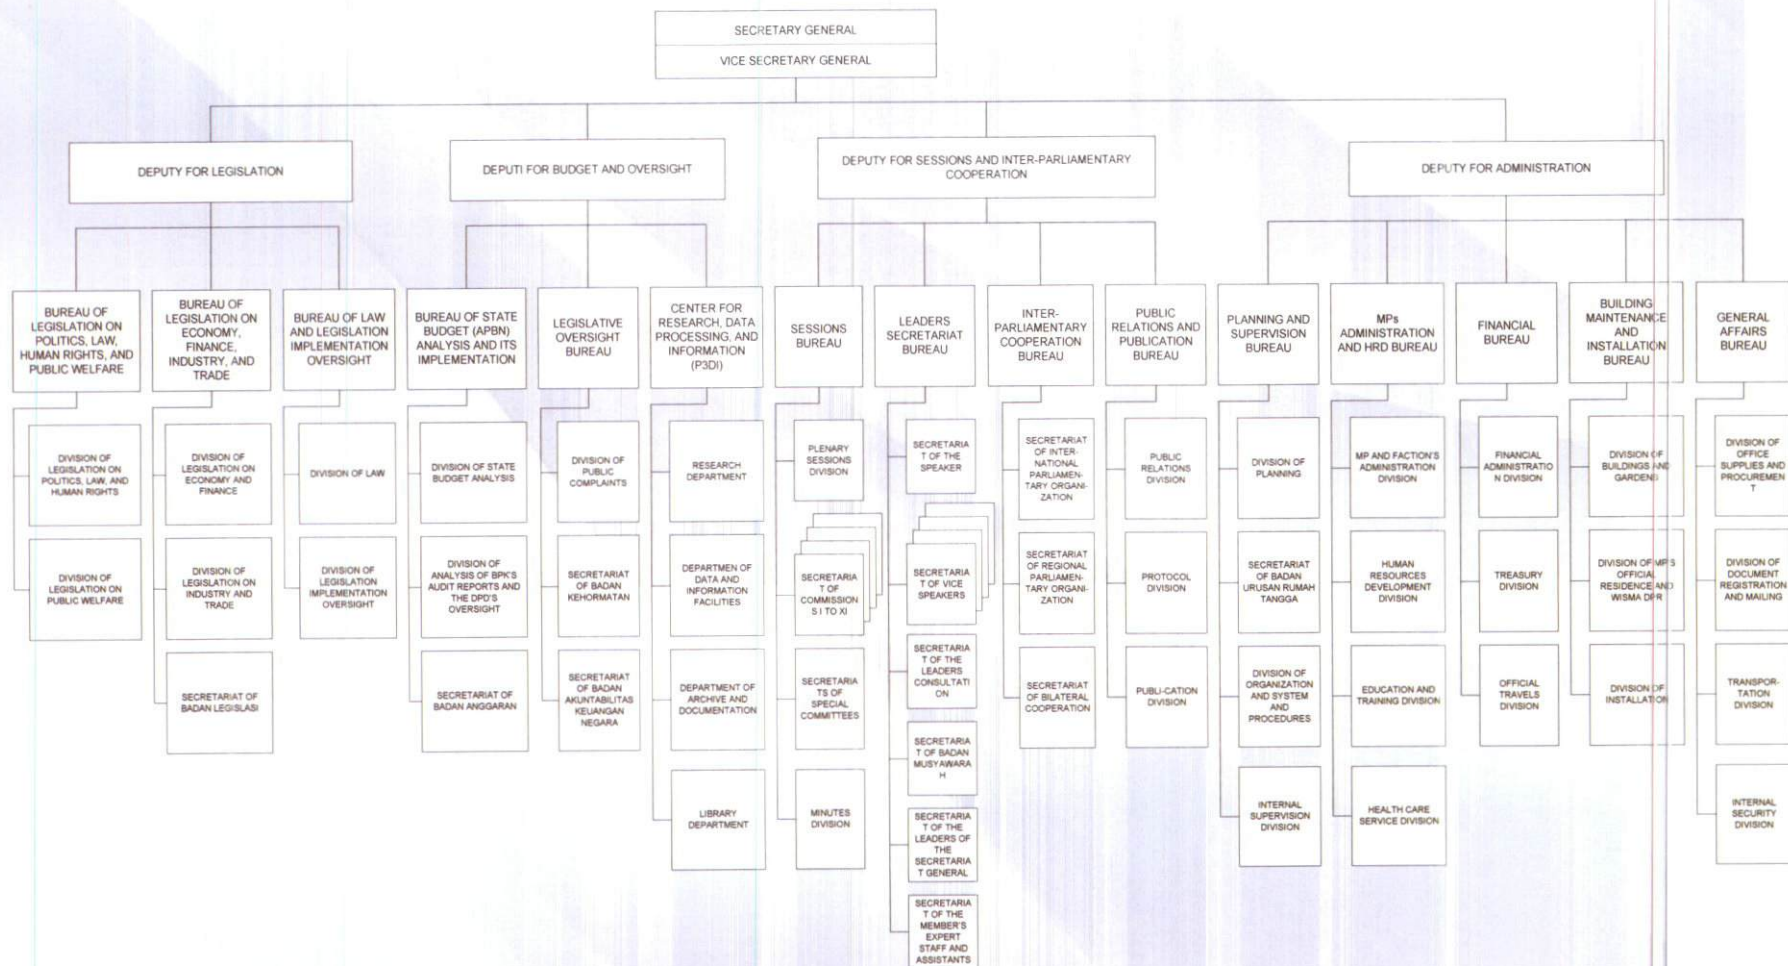 SECRETARY GENERAL
VICE SECRETARY GENERAL
DEPUTY FOR LEGISLATION
DEPUTI FOR BUDGET AND OVERSIGHT
DEPUTY FOR SESSIONS AND INTER-PARLIAMENTARY
COOPERATION
DEPUTY FOR ADMINISTRATION
BUREAU OF
LEGISLATION ON
POLITICS, LAW,
HUMAN RIGHTS, AND
PUBLIC WELFARE
BUREAU OF
LEGISLATION ON
ECONOMY,
FINANCE,
INDUSTRY, AND
TRADE
BUREAU OF LAW
AND LEGISLATION
IMPLEMENTATION
OVERSIGHT
BUREAU OF STATE
BUDGET (APBN)
ANALYSIS AND ITS
IMPLEMENTATION
LEGISLATIVE
OVERSIGHT
BUREAU
CENTER FOR
RESEARCH, DATA
PROCESSING, AND
INFORMATION
(P3DI)
SESSIONS
BUREAU
LEADERS
SECRETARIAT
BUREAU
INTER-
PARLIAMENTARY
COOPERATION
BUREAU
PUBLIC
RELATIONS AND
PUBLICATION
BUREAU
PLANNING AND
SUPERVISION
BUREAU
MPs
ADMINISTRATION
AND HRD BUREAU
FINANCIAL
BUREAU
BUILDING
MAINTENANCE
AND
INSTALLATION
BUREAU
GENERAL
AFFAIRS
BUREAU
DIVISION OF
LEGISLATION ON
POLITICS, LAW, AND
HUMAN RIGHTS
DIVISION OF
LEGISLATION ON
PUBLIC WELFARE
DIVISION OF
LEGISLATION ON
ECONOMY AND
FINANCE
DIVISION OF
LEGISLATION ON
INDUSTRY AND
TRADE
SECRETARIAT OF
BADAN LEGISLASI
DIVISION OF LAW
DIVISION OF
LEGISLATION
IMPLEMENTATION
OVERSIGHT
DIVISION OF STATE
BUDGET ANALYSIS
DIVISION OF
ANALYSIS OF BPK'S
AUDIT REPORTS AND
THE DPD'S
OVERSIGHT
SECRETARIAT OF
BADAN ANGGARAN
DIVISION OF
PUBLIC
COMPLAINTS
SECRETARIAT
OF BADAN
KEHORMATAN
SECRETARIAT
OF BADAN
AKUNTABILITAS
KEUANGAN
NEGARA
RESEARCH
DEPARTMENT
DEPARTMEN OF
DATA AND
INFORMATION
FACILITIES
DEPARTMENT OF
ARCHIVE AND
DOCUMENTATION
LIBRARY
DEPARTMENT
PLENARY
SESSIONS
DIVISION
SECRETARIA
T OF
COMMISSION
S I TO XI
SECRETARIA
TS OF
SPECIAL
COMMITTEES
MINUTES
DIVISION
SECRETARIA
T OF THE
SPEAKER
SECRETARIA
T OF VICE
SPEAKERS
SECRETARIA
T OF THE
LEADERS
CONSULTATI
ON
SECRETARIA
T OF BADAN
MUSYAWARA
H
SECRETARIA
T OF THE
LEADERS OF
THE
SECRETARIA
T GENERAL
SECRETARIA
T OF THE
MEMBER'S
EXPERT
STAFF AND
ASSISTANTS
SECRETARIAT
OF INTER-
NATIONAL
PARLIAMEN-
TARY ORGANI-
ZATION
SECRETARIAT
OF REGIONAL
PARLIAMEN-
TARY ORGANI-
ZATION
SECRETARIAT
OF BILATERAL
COOPERATION
PUBLIC
RELATIONS
DIVISION
PROTOCOL
DIVISION
PUBLI-CATION
DIVISION
DIVISION OF
PLANNING
SECRETARIAT
OF BADAN
URUSAN RUMAH
TANGGA
DIVISION OF
ORGANIZATION
AND SYSTEM
AND
PROCEDURES
INTERNAL
SUPERVISION
DIVISION
MP AND FACTION'S
ADMINISTRATION
DIVISION
HUMAN
RESOURCES
DEVELOPMENT
DIVISION
EDUCATION AND
TRAINING DIVISION
HEALTH CARE
SERVICE DIVISION
FINANCIAL
ADMINISTRATIO
N DIVISION
TREASURY
DIVISION
OFFICIAL
TRAVELS
DIVISION
DIVISION OF
BUILDINGS AND
GARDENS
DIVISION OF MP'S
OFFICIAL
RESIDENCE AND
WISMA DPR
DIVISION OF
INSTALLATION
DIVISION OF
OFFICE
SUPPLIES AND
PROCUREMEN
T
DIVISION OF
DOCUMENT
REGISTRATION
AND MAILING
TRANSPOR-
TATION
DIVISION
INTERNAL
SECURITY
DIVISION